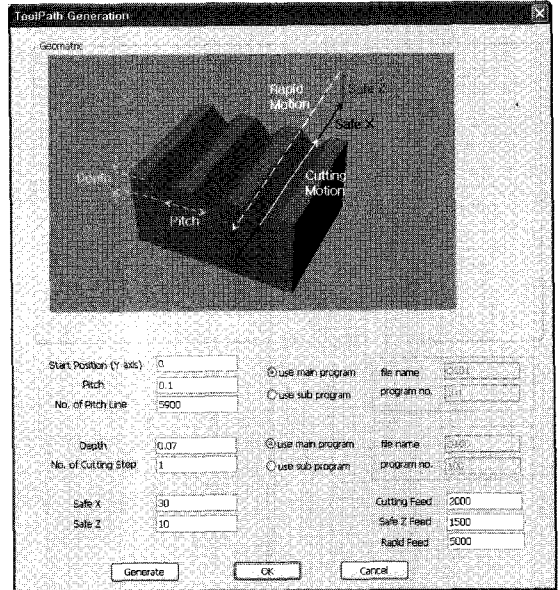 ToolPath Generation
Geometric
Rapid Motion
Safe Z
Safe X
Depth
Cutting Motion
Pitch
Start Position (Y axis) 0
use main program
file name
Pitch 0.1
use sub program
program no.
No. of Pitch Line 5900
Depth 0.07
use main program
file name
No. of Cutting Step 1
use sub program
program no.
Safe X 30
Cutting Feed 2000
Safe Z 10
Safe Z Feed 1500
Rapid Feed 5000
Generate
OK
Cancel